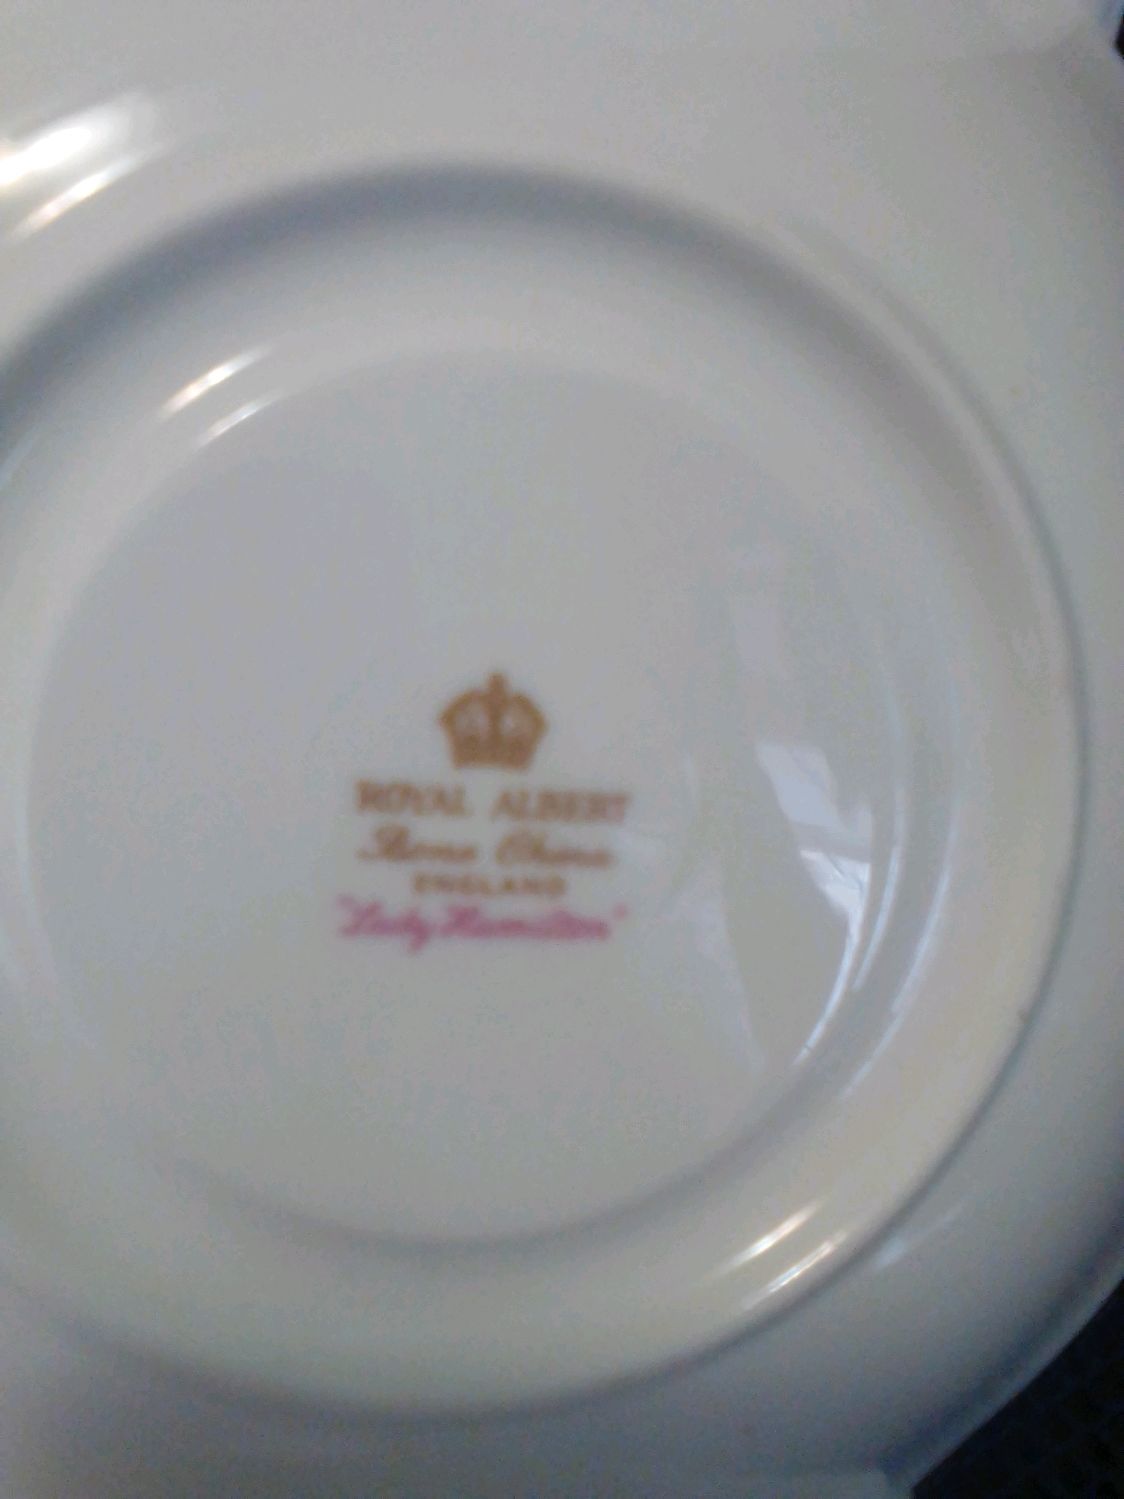 ROYAL ALBERT
Bone China
ENGLAND
"Lady Hamilton"